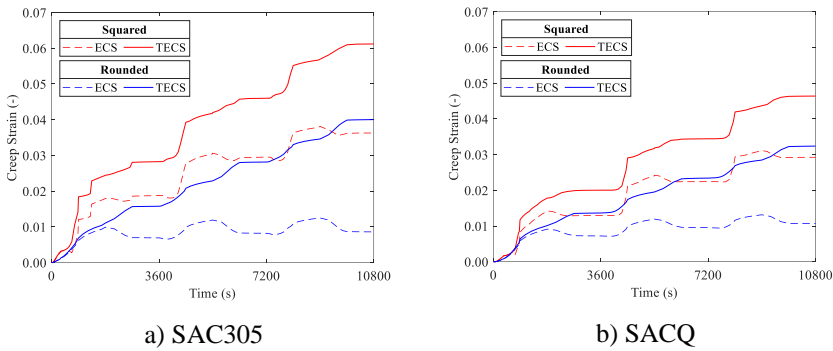 0.07
0.06
0.05
0.04
0.03
0.02
0.01
0.00
Creep Strain (-)
Squared
ECS TECS
Rounded
ECS TECS
0 3600 7200 10800
Time (s)
a) SAC305
0.07
0.06
0.05
0.04
0.03
0.02
0.01
0.00
Creep Strain (-)
Squared
ECS TECS
Rounded
ECS TECS
0 3600 7200 10800
Time (s)
b) SACQ